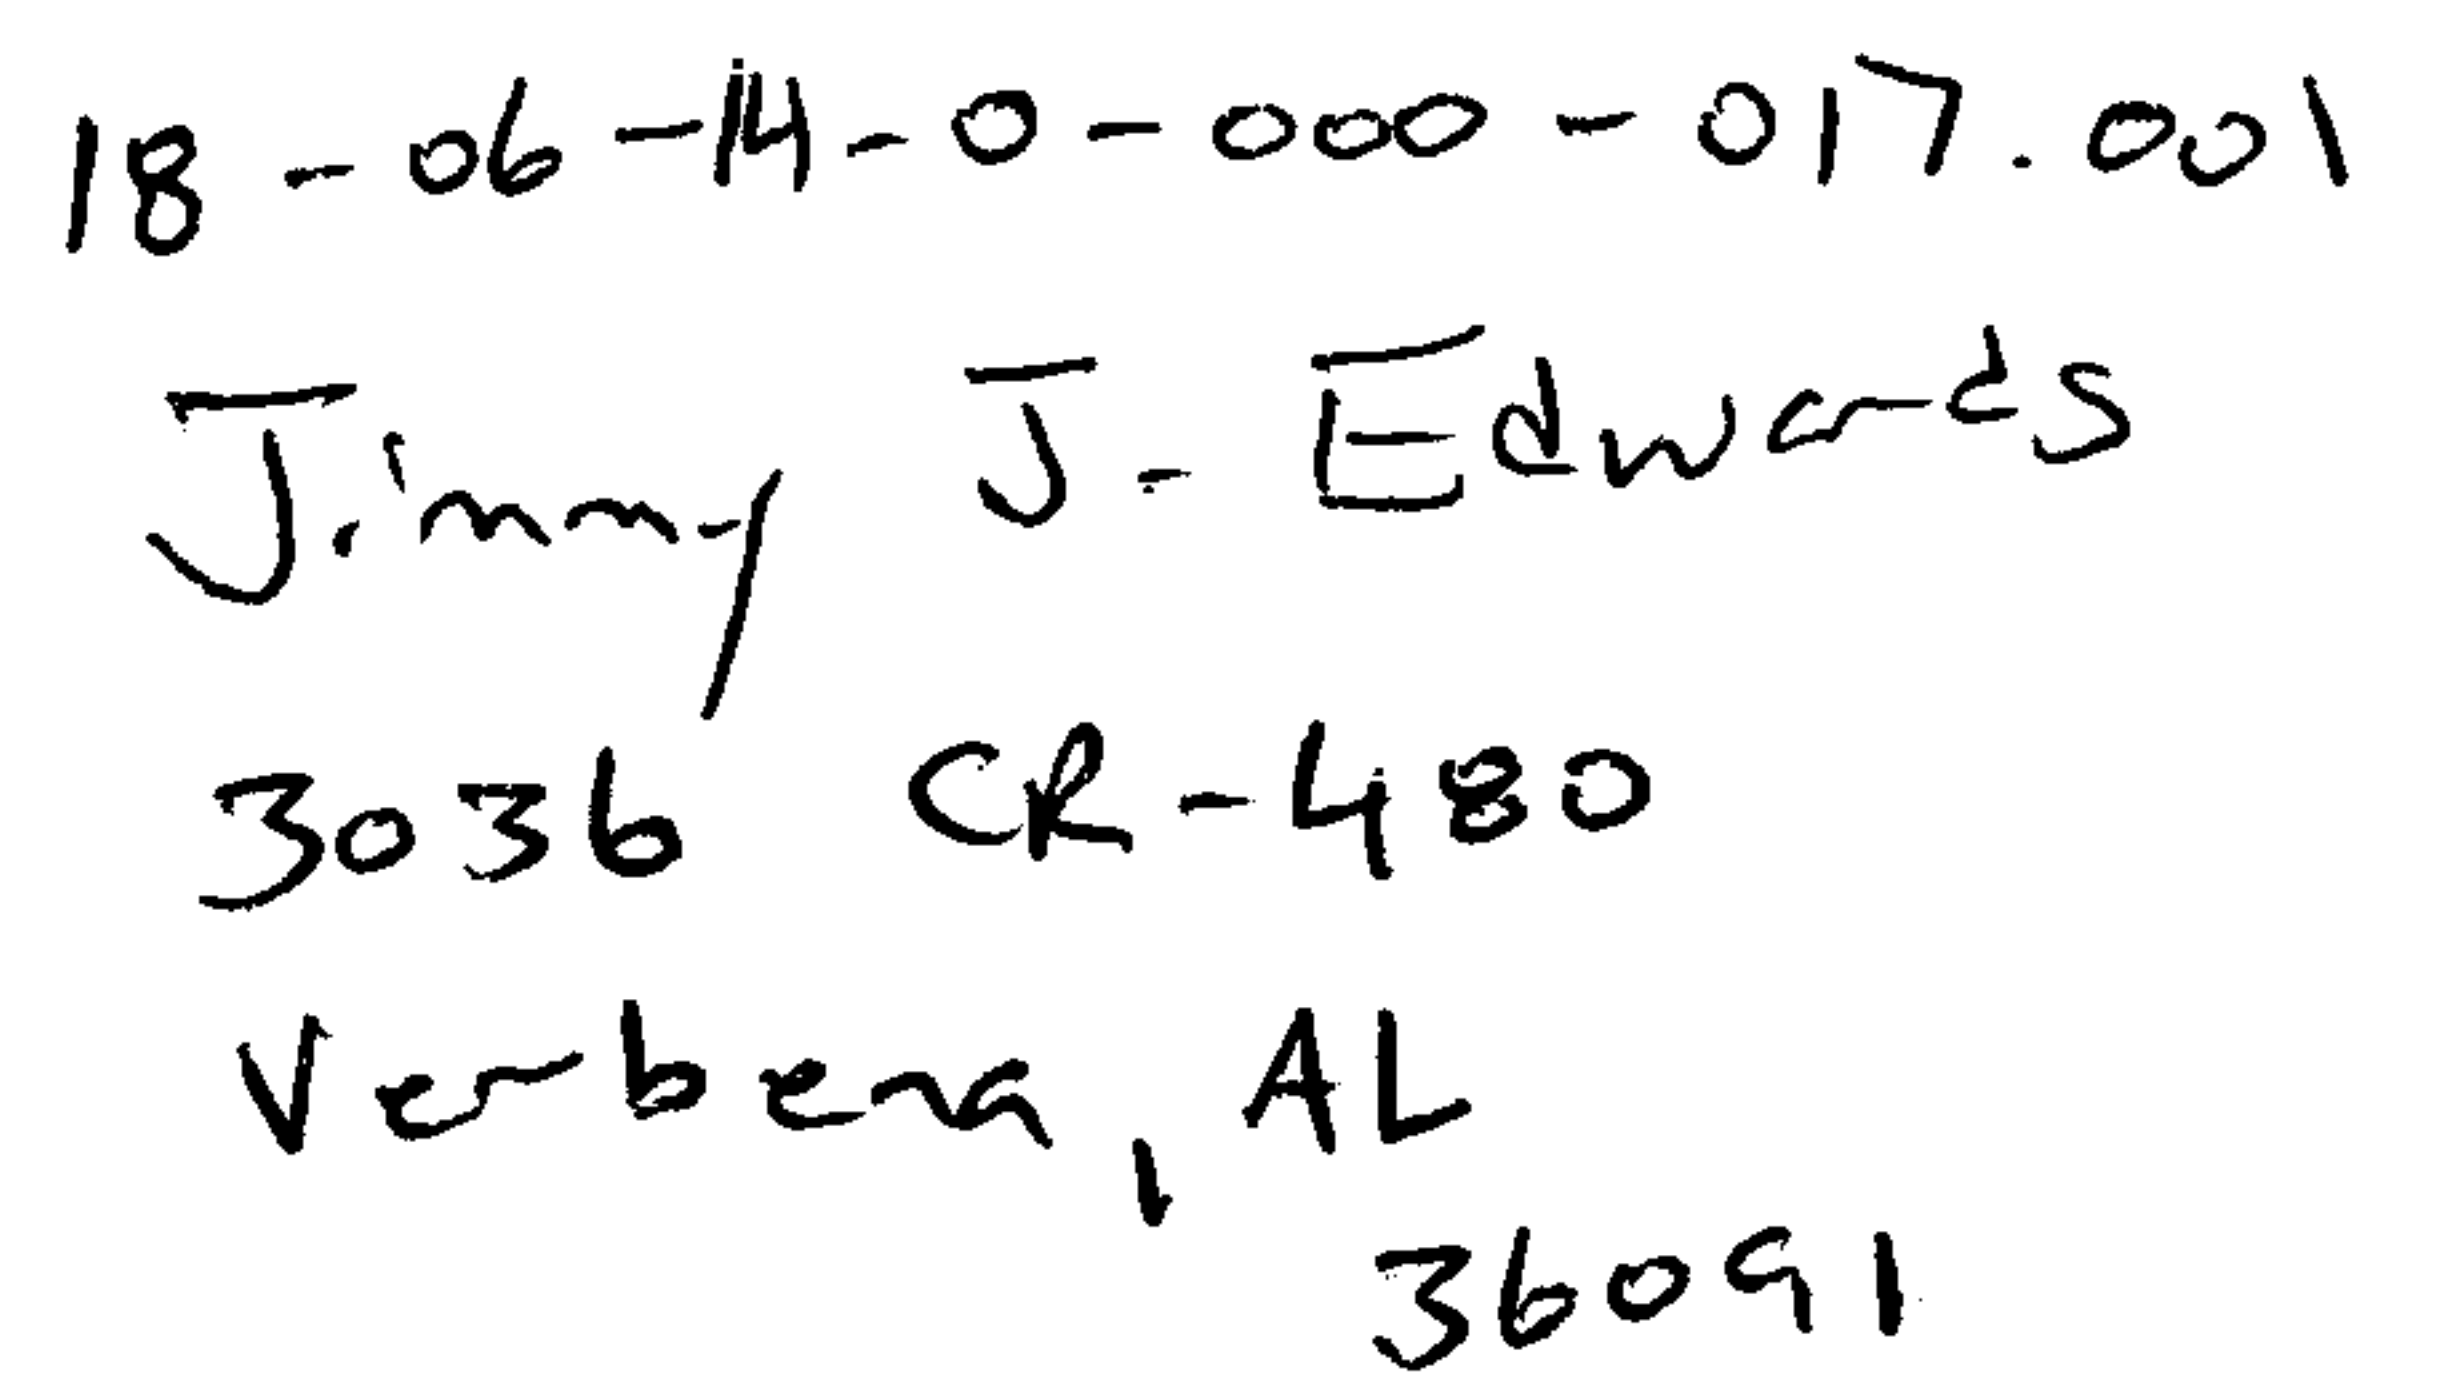 18-06-14-0-000-017.001
Jimmy J. Edwards
3036 CR-480
Verbena, AL
36091